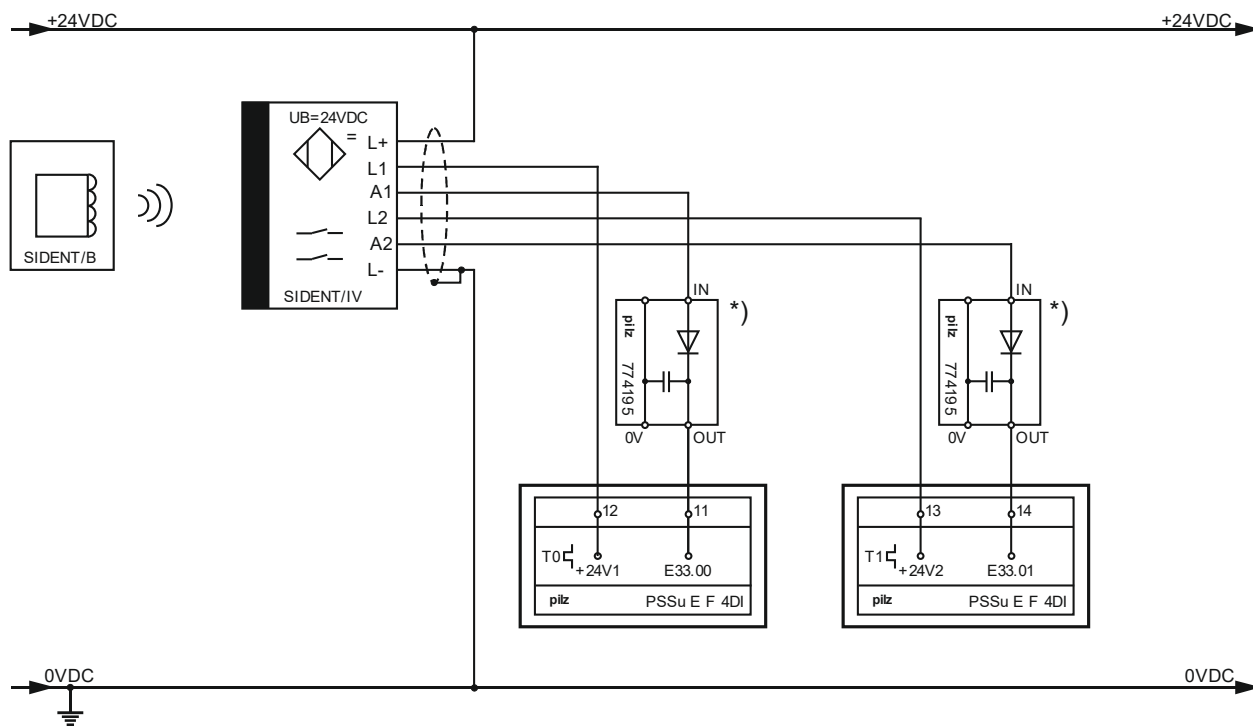 +24VDC
+24VDC
UB=24VDC
=
L+
L1
A1
L2
A2
L-
SIDENT/B
SIDENT/IV
IN
*)
pilz
774195
0V
OUT
IN
*)
pilz
774195
0V
OUT
12
11
T0
+24V1
E33.00
pilz
PSSu E F 4DI
13
14
T1
+24V2
E33.01
pilz
PSSu E F 4DI
0VDC
0VDC